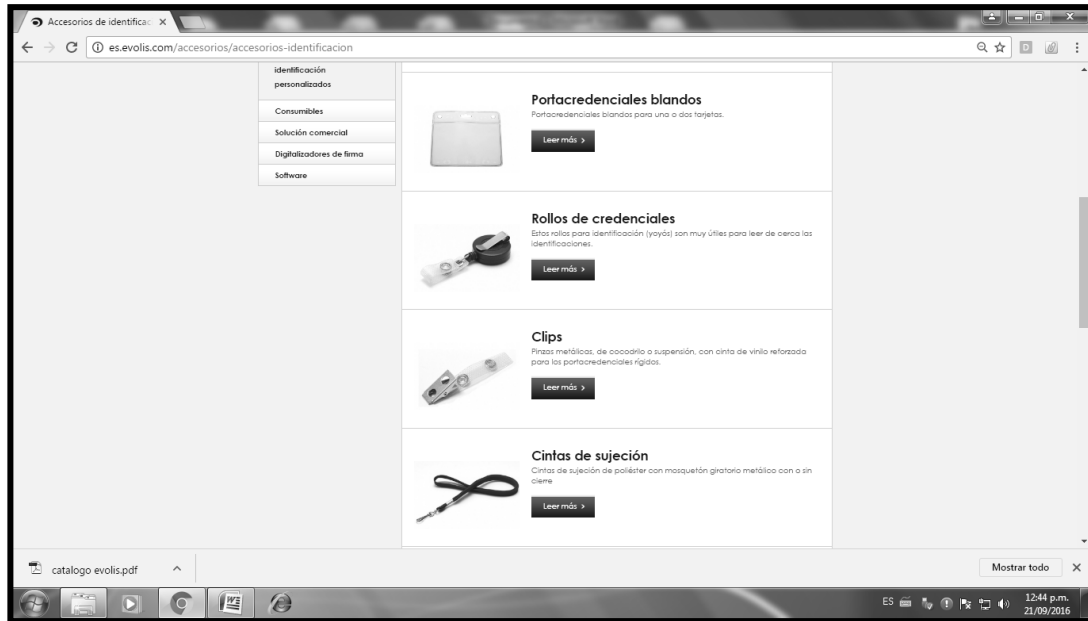 Accesorios de identificac
es.evolis.com/accesorios/accesorios-identificacion
identificación
personalizados
Consumibles
Solución comercial
Digitalizadores de firma
Software
Portacredenciales blandos
Portacredenciales blandos para una o dos tarjetas.
Leer más >
Rollos de credenciales
Estos rollos para identificación (yoyós) son muy útiles para leer de cerca las
identificaciones.
Leer más >
Clips
Pinzas metálicas, de cocodrilo o suspensión, con cinta de vinilo reforzada
para los portacredenciales rígidos.
Leer más >
Cintas de sujeción
Cintas de sujeción de poliéster con mosquetón giratorio metálico con o sin
cierre
Leer más >
catalogo evolis.pdf
Mostrar todo
ES
12:44 p.m.
21/09/2016